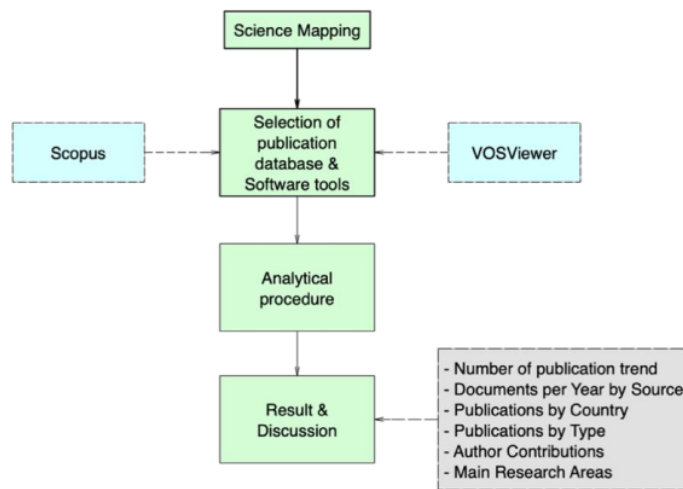 Science Mapping
Scopus
Selection of
publication
database &
Software tools
VOSViewer
Analytical
procedure
Result &
Discussion
- Number of publication trend
- Documents per Year by Source
- Publications by Country
- Publications by Type
- Author Contributions
- Main Research Areas